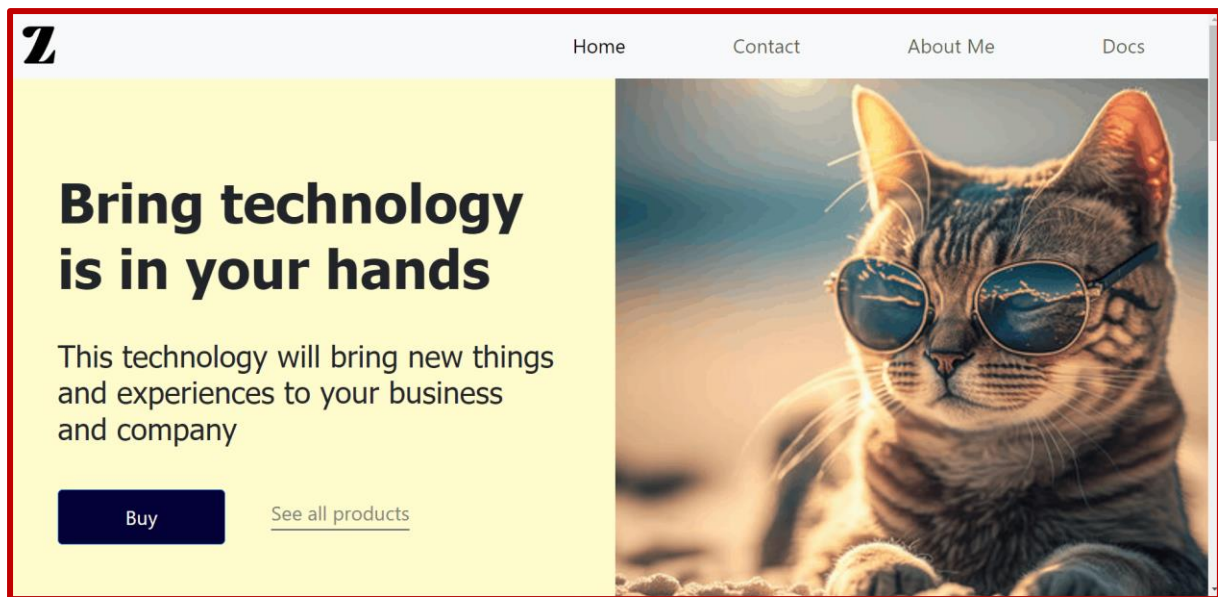 Z
Home Contact About Me Docs
Bring technology
is in your hands
This technology will bring new things
and experiences to your business
and company
Buy See all products